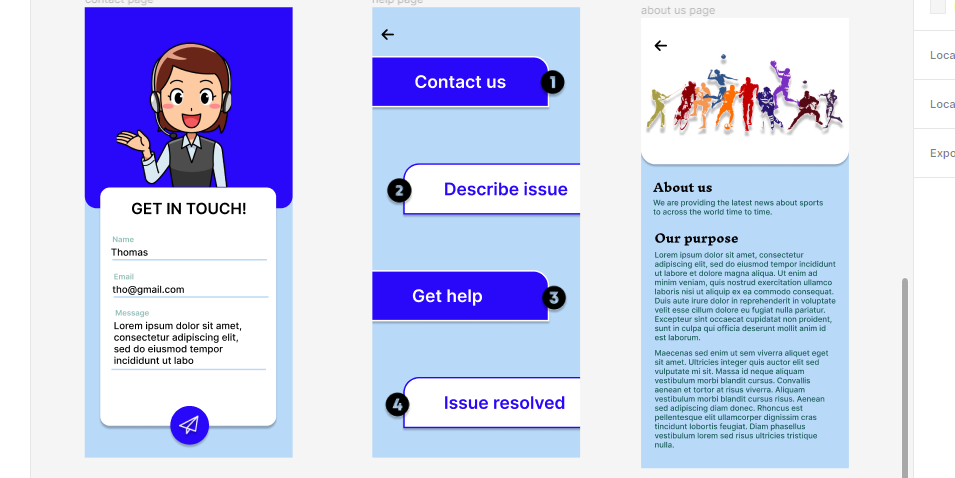 contact page
help page
about us page
Loca
Loca
Expo
GET IN TOUCH!
Name
Thomas
Email
tho@gmail.com
Message
Lorem ipsum dolor sit amet,
consectetur adipiscing elit,
sed do eiusmod tempor
incididunt ut labo
Contact us
1
2
Describe issue
Get help
3
4
Issue resolved
About us
We are providing the latest news about sports
to across the world time to time.
Our purpose
Lorem ipsum dolor sit amet, consectetur
adipiscing elit, sed do eiusmod tempor incididunt
ut labore et dolore magna aliqua. Ut enim ad
minim veniam, quis nostrud exercitation ullamco
laboris nisi ut aliquip ex ea commodo consequat.
Duis aute irure dolor in reprehenderit in voluptate
velit esse cillum dolore eu fugiat nulla pariatur.
Excepteur sint occaecat cupidatat non proident,
sunt in culpa qui officia deserunt mollit anim id
est laborum.
Maecenas sed enim ut sem viverra aliquet eget
sit amet. Ultricies integer quis auctor elit sed
vulputate mi sit. Massa id neque aliquam
vestibulum morbi blandit cursus. Convallis
aenean et tortor at risus viverra. Aliquam
vestibulum morbi blandit cursus risus. Aenean
sed adipiscing diam donec. Rhoncus est
pellentesque elit ullamcorper dignissim cras
tincidunt lobortis feugiat. Diam phasellus
vestibulum lorem sed risus ultricies tristique
nulla.